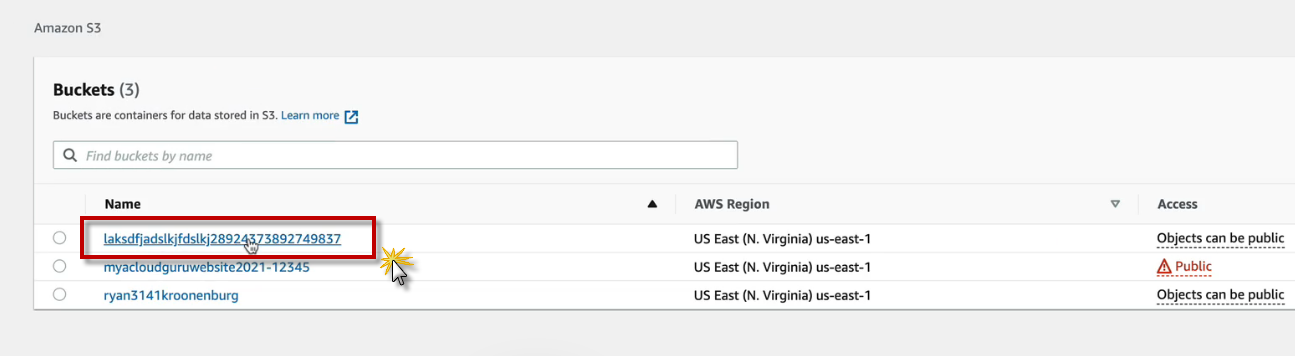 Amazon S3
Buckets (3)
Buckets are containers for data stored in S3. Learn more
Find buckets by name
Name AWS Region Access
laksdfjadslkjfdslkj28924373892749837 US East (N. Virginia) us-east-1 Objects can be public
myacloudguruwebsite2021-12345 US East (N. Virginia) us-east-1 Public
ryan3141kroonenburg US East (N. Virginia) us-east-1 Objects can be public